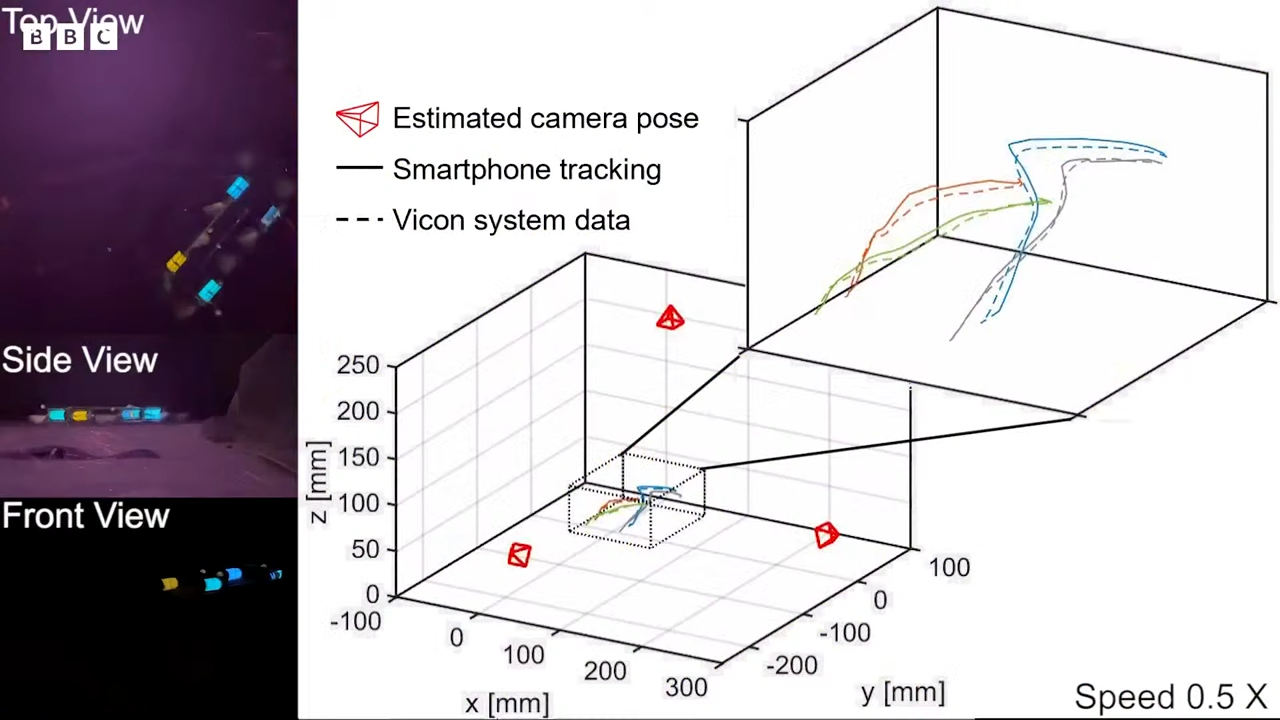 Top View
BBC
Side View
Front View
Estimated camera pose
Smartphone tracking
Vicon system data
250
200
150
100
50
0
z [mm]
-100
0
100
200
300
x [mm]
100
0
-100
-200
y [mm]
Speed 0.5 X